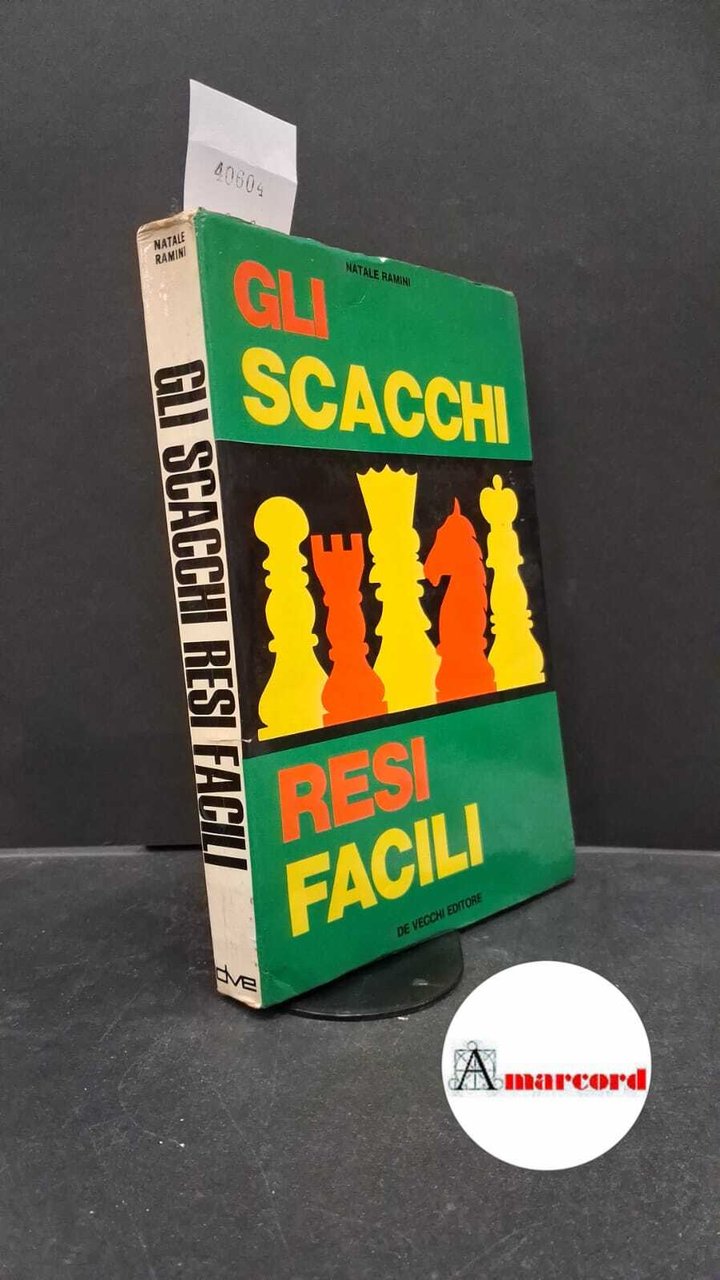 40604
NATALE
RAMINI
GLI SCACCHI RESI FACILI
dve
NATALE RAMINI
GLI
SCACCHI
RESI
FACILI
DE VECCHI EDITORE
Amarcord